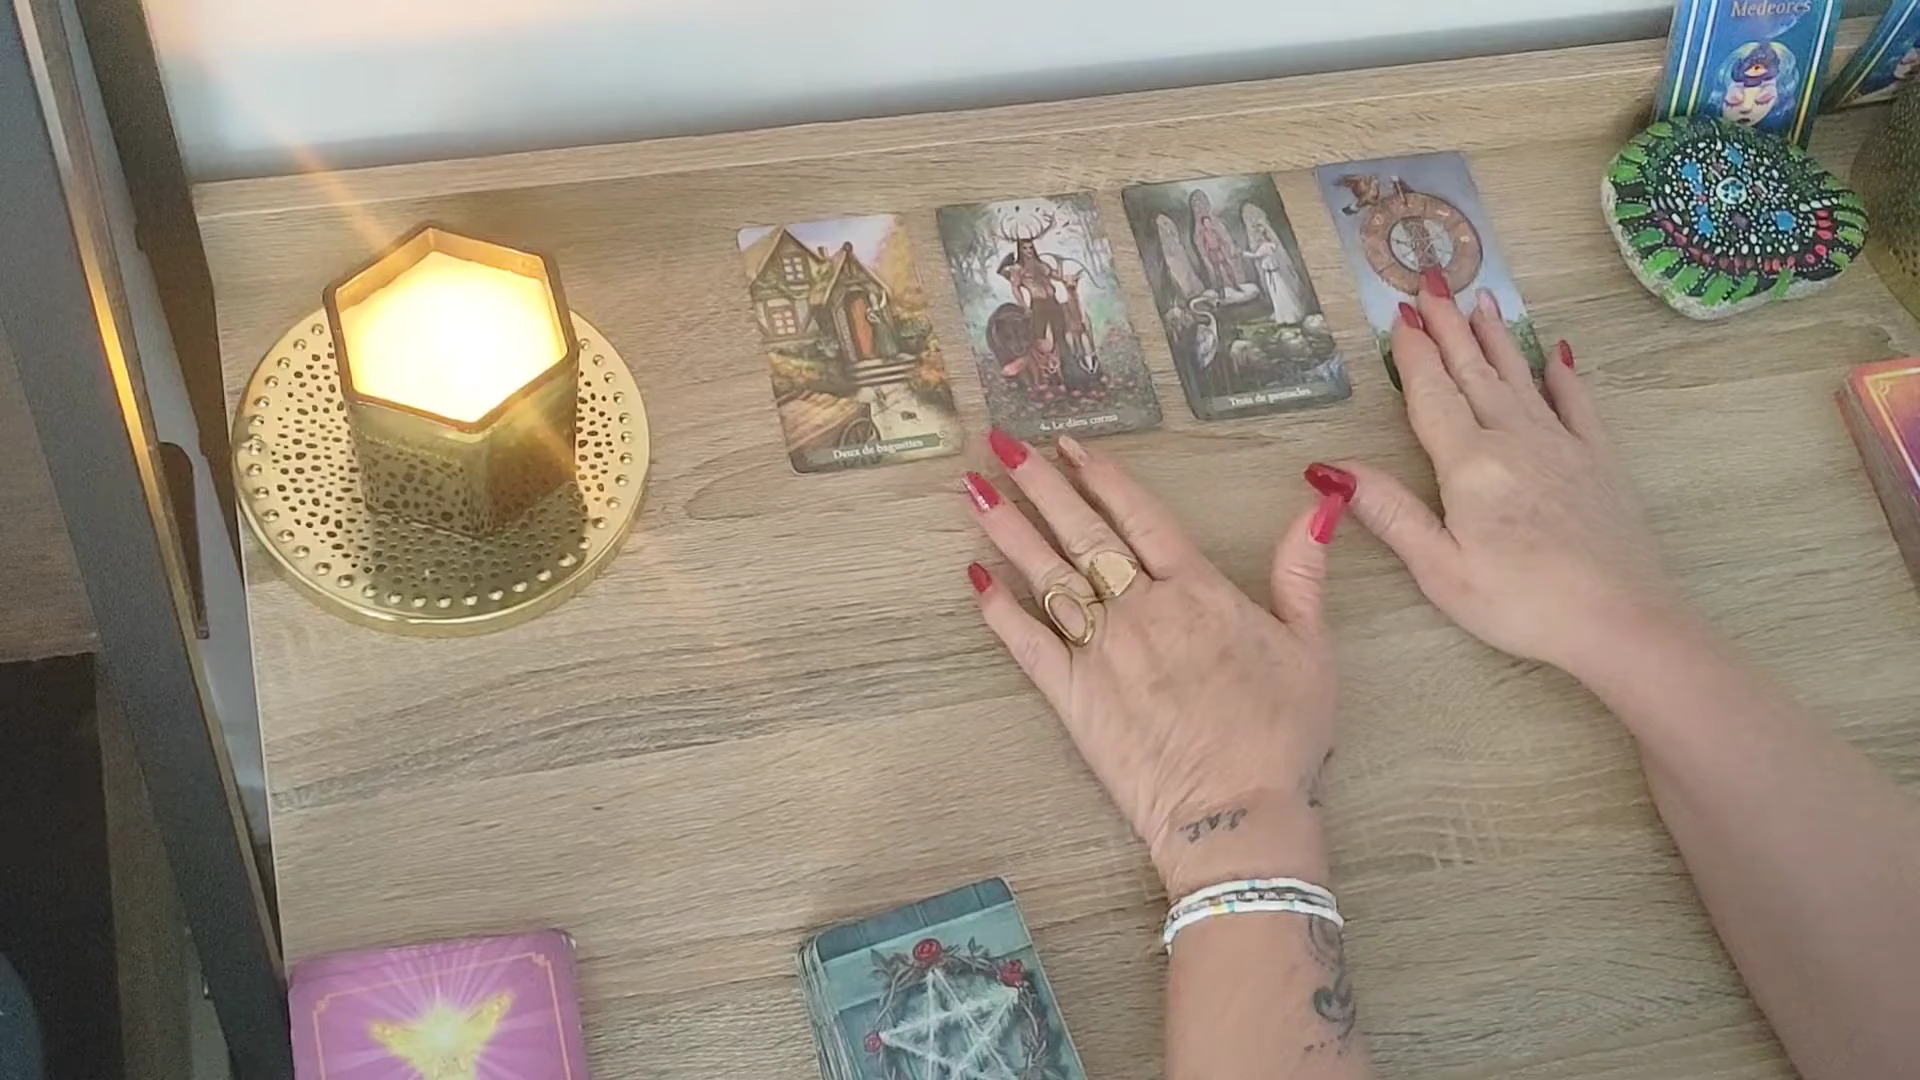 Medeores
Deux de baguettes
4. Le dieu cornu
Trois de pentacles
J.A.E.